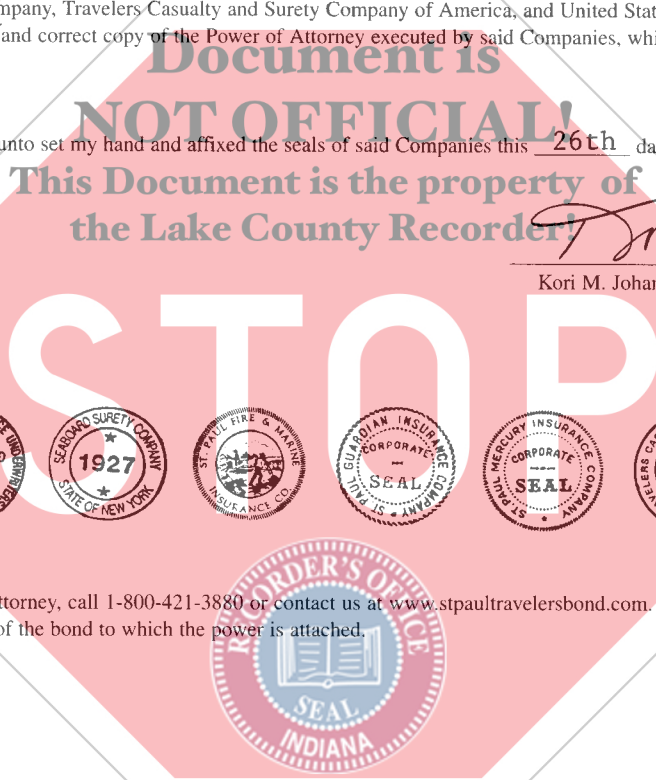 mpany, Travelers Casualty and Surety Company of America, and United Stat
and correct copy of the Power of Attorney executed by said Companies, whi
Document is
NOT OFFICIAL!
unto set my hand and affixed the seals of said Companies this 26th da
This Document is the property of
the Lake County Recorder!
Kori M. Johan
STOP
SEABOARD SURETY COMPANY
1927
STATE OF NEW YORK
ST. PAUL FIRE & MARINE
INSURANCE CO.
ST. PAUL GUARDIAN INSURANCE COMPANY
CORPORATE
SEAL
ST. PAUL MERCURY INSURANCE COMPANY
CORPORATE
SEAL
ttorney, call 1-800-421-3880 or contact us at www.stpaultravelersbond.com.
of the bond to which the power is attached.
RECORDER'S OFFICE
SEAL
INDIANA